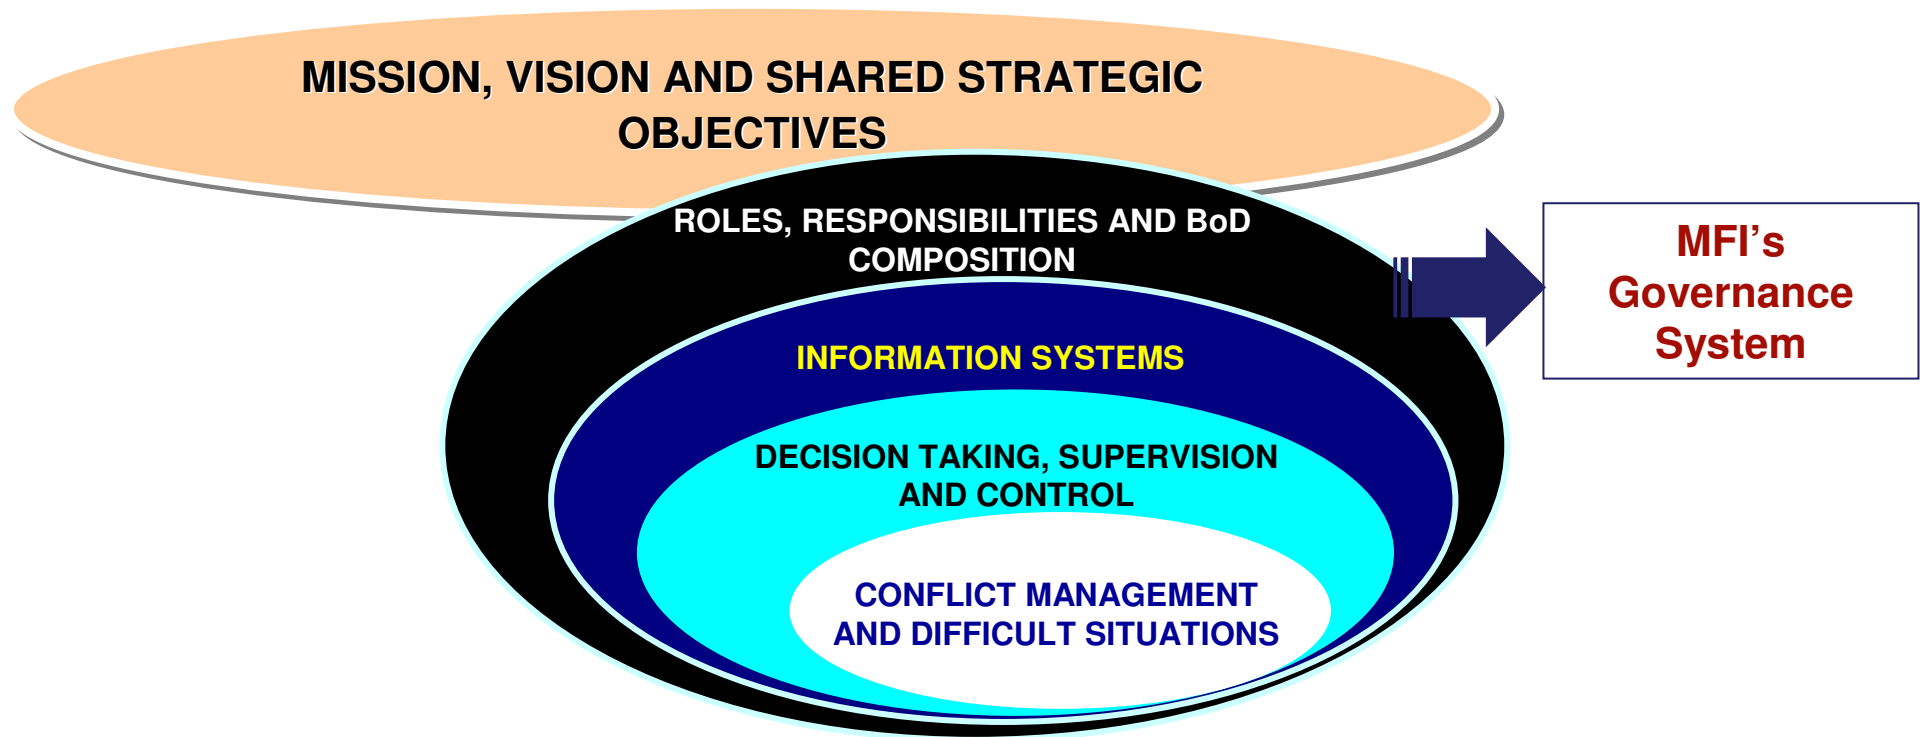 MISSION, VISION AND SHARED STRATEGIC
OBJECTIVES
ROLES, RESPONSIBILITIES AND BoD
COMPOSITION
MFI’s
Governance
System
INFORMATION SYSTEMS
DECISION TAKING, SUPERVISION
AND CONTROL
CONFLICT MANAGEMENT
AND DIFFICULT SITUATIONS